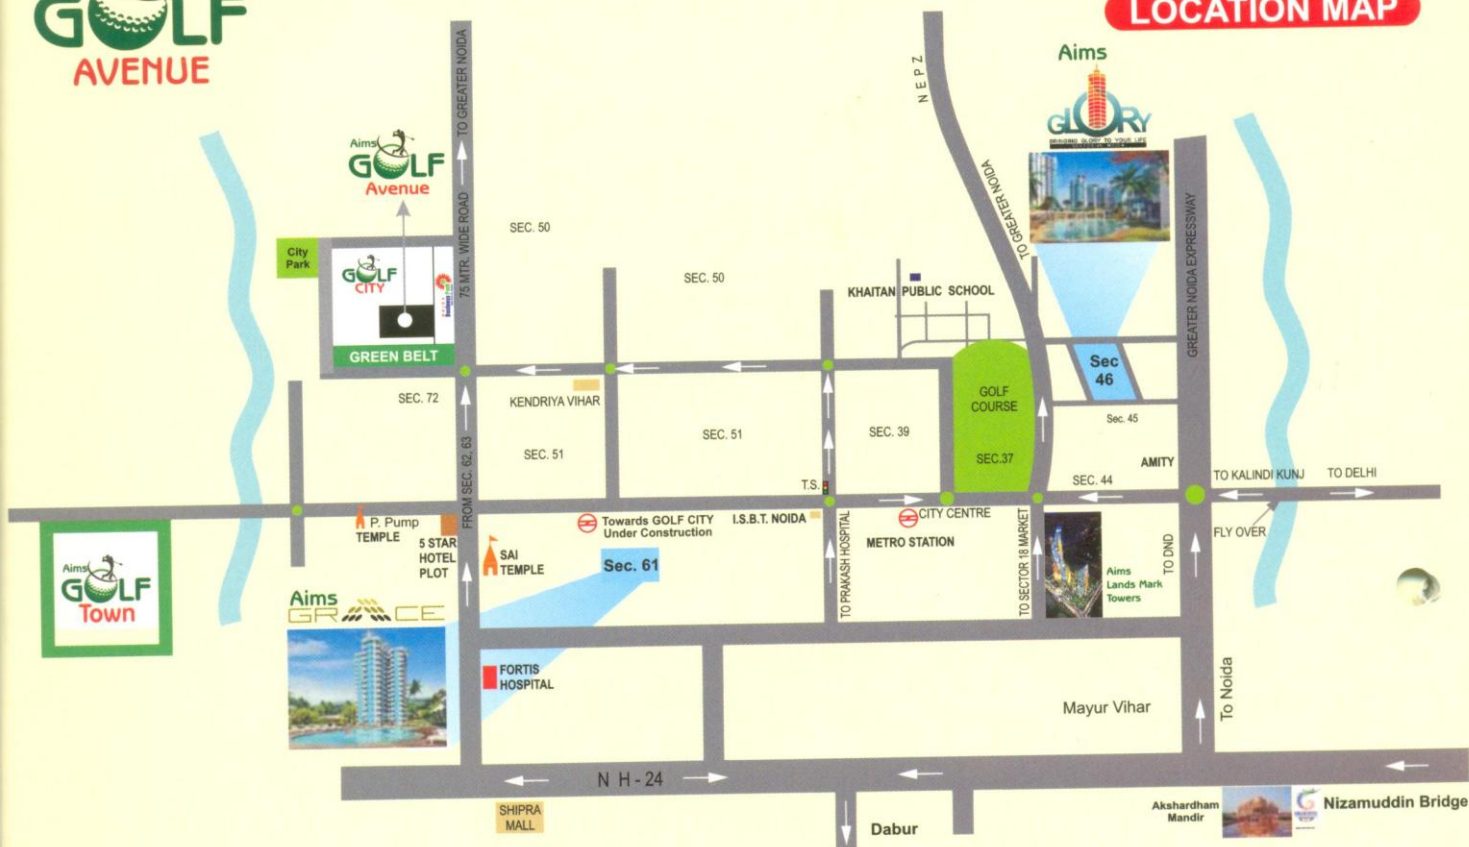 GOLF
AVENUE
LOCATION MAP
Aims
GLORY
BRINGING GLORY TO YOUR LIFE
NEPZ
TO GREATER NOIDA
75 MTR. WIDE ROAD
Aims
GOLF
Avenue
City
Park
GOLF
CITY
GREEN BELT
SEC. 50
SEC. 50
KHAITAN PUBLIC SCHOOL
TO GREATER NOIDA
GREATER NOIDA EXPRESSWAY
Sec
46
Sec. 45
GOLF
COURSE
SEC.37
SEC. 72
KENDRIYA VIHAR
SEC. 51
SEC. 51
SEC. 39
AMITY
SEC. 44
TO KALINDI KUNJ
TO DELHI
FLY OVER
T.S.
FROM SEC. 62, 63
P. Pump
TEMPLE
5 STAR
HOTEL
PLOT
SAI
TEMPLE
Towards GOLF CITY
Under Construction
I.S.B.T. NOIDA
CITY CENTRE
METRO STATION
TO PRAKASH HOSPITAL
TO SECTOR 18 MARKET
TO DND
Aims
Lands Mark
Towers
Sec. 61
Aims
GOLF
Town
Aims
GRACE
FORTIS
HOSPITAL
Mayur Vihar
To Noida
N H - 24
SHIPRA
MALL
Dabur
Akshardham
Mandir
Nizamuddin Bridge